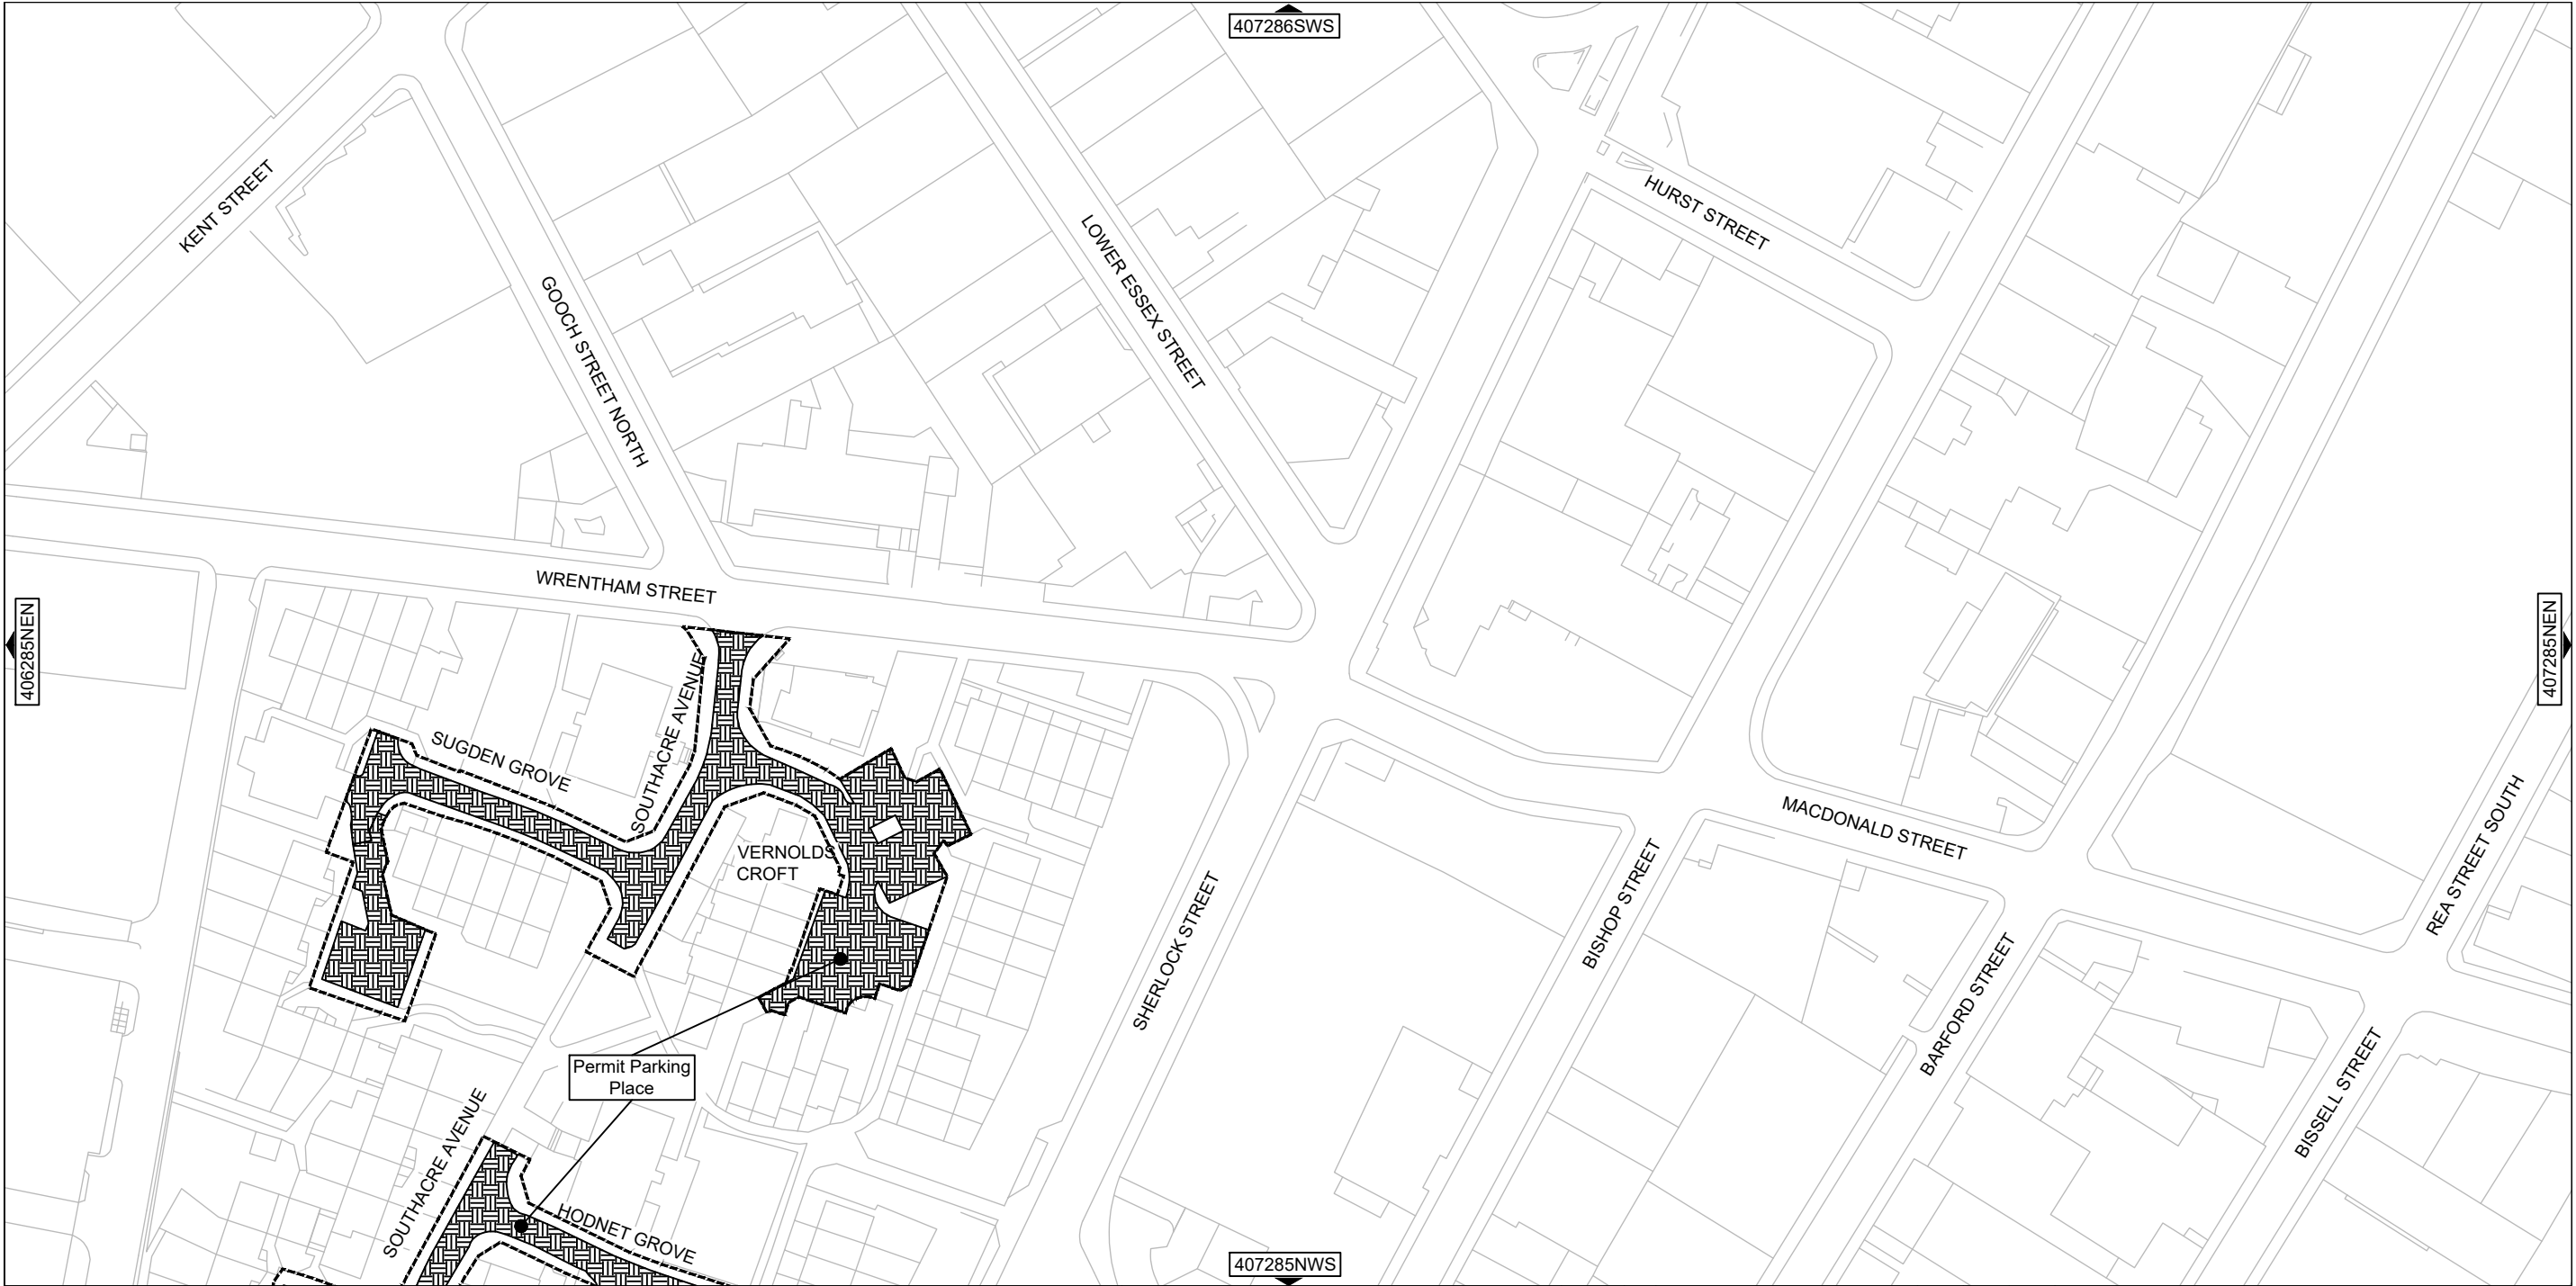 407286SWS
KENT STREET
HURST STREET
LOWER ESSEX STREET
GOOCH STREET NORTH
WRENTHAM STREET
406285NEN
407285NEN
SOUTHACRE AVENUE
SUGDEN GROVE
MACDONALD STREET
REA STREET SOUTH
VERNOLDS
CROFT
BISHOP STREET
SHERLOCK STREET
BARFORD STREET
BISSELL STREET
Permit Parking
Place
SOUTHACRE AVENUE
HODNET GROVE
407285NWS